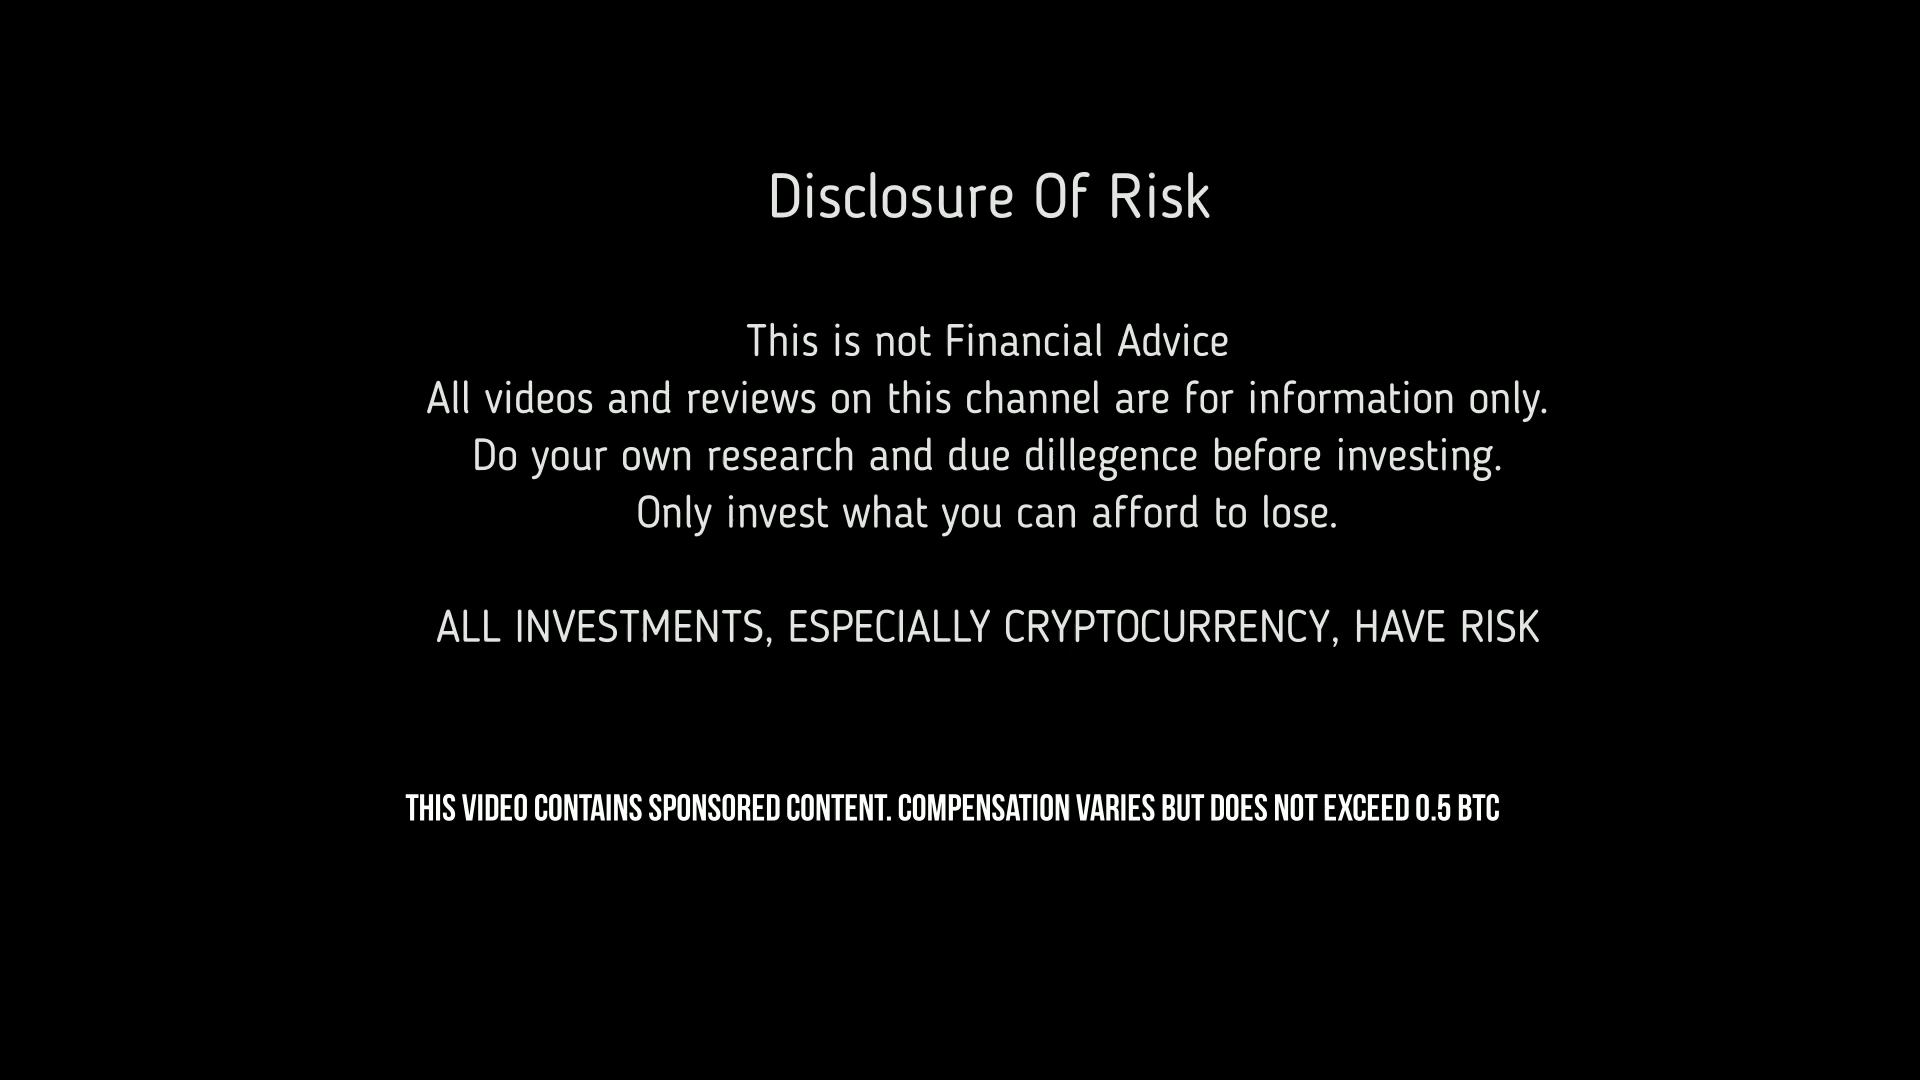 Disclosure Of Risk
This is not Financial Advice
All videos and reviews on this channel are for information only.
Do your own research and due dillegence before investing.
Only invest what you can afford to lose.
ALL INVESTMENTS, ESPECIALLY CRYPTOCURRENCY, HAVE RISK
THIS VIDEO CONTAINS SPONSORED CONTENT. COMPENSATION VARIES BUT DOES NOT EXCEED 0.5 BTC